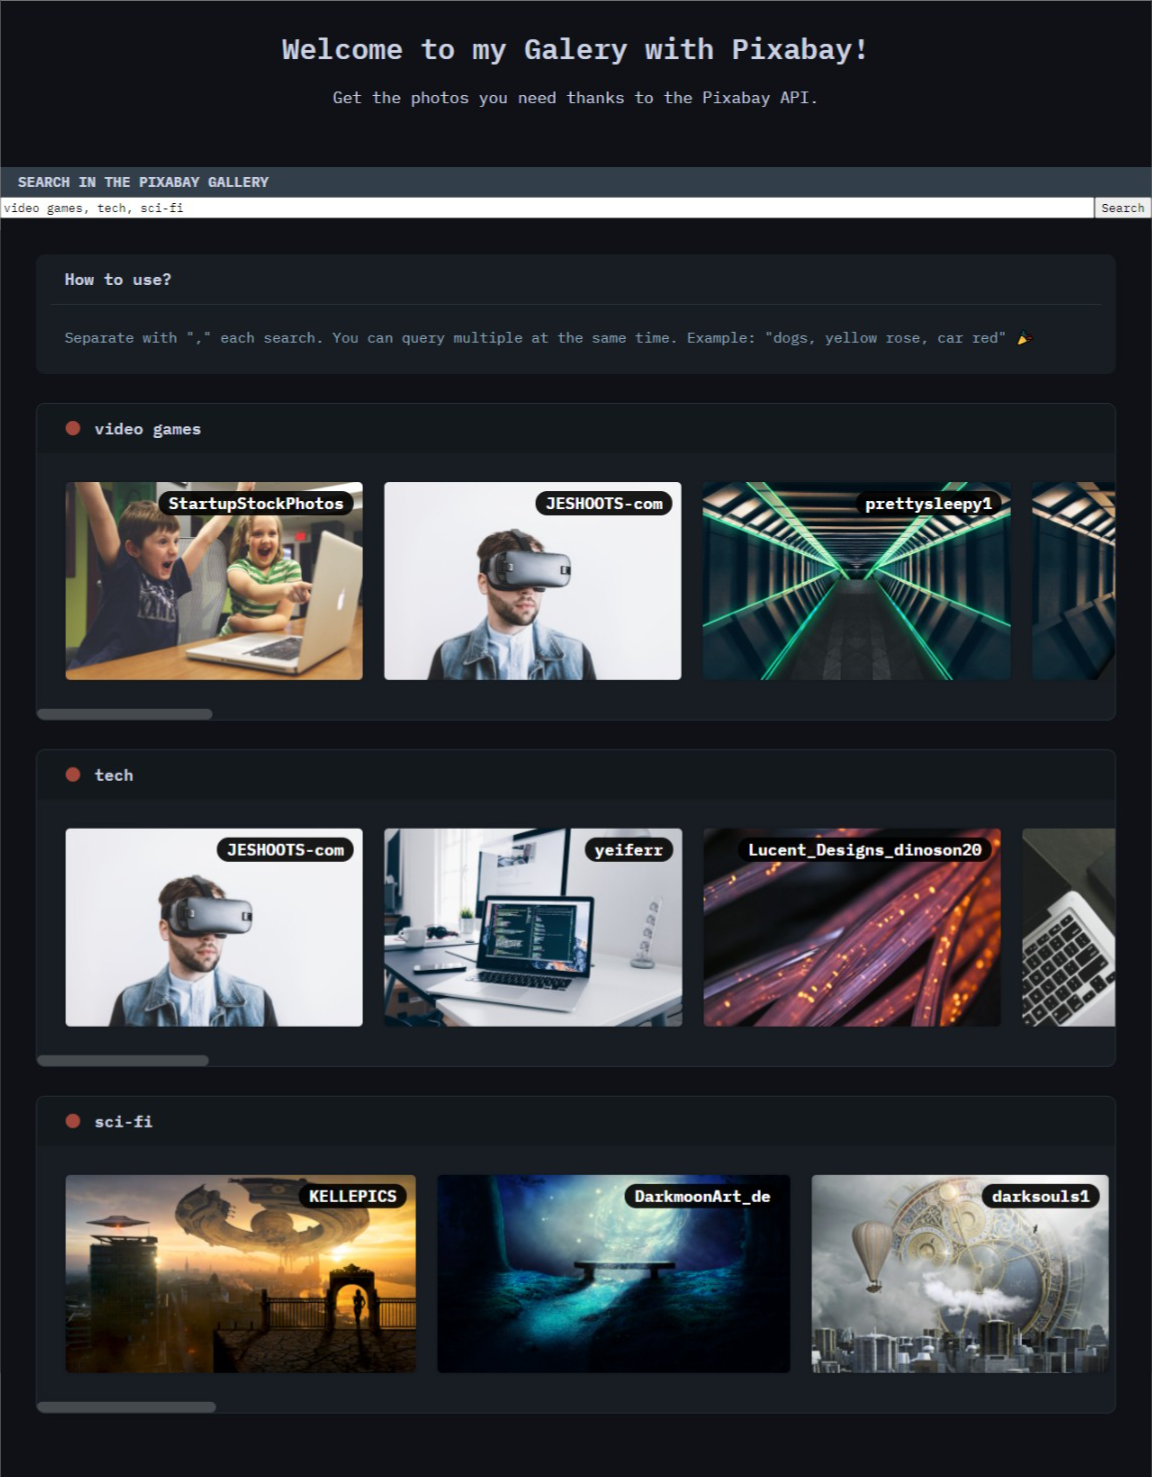 Welcome to my Galery with Pixabay!
Get the photos you need thanks to the Pixabay API.
SEARCH IN THE PIXABAY GALLERY
video games, tech, sci-fi
Search
How to use?
Separate with "," each search. You can query multiple at the same time. Example: "dogs, yellow rose, car red" 🎉
video games
StartupStockPhotos
JESHOOTS-com
prettysleepy1
tech
JESHOOTS-com
yeiferr
Lucent_Designs_dinoson20
sci-fi
KELLEPICS
DarkmoonArt_de
darksouls1